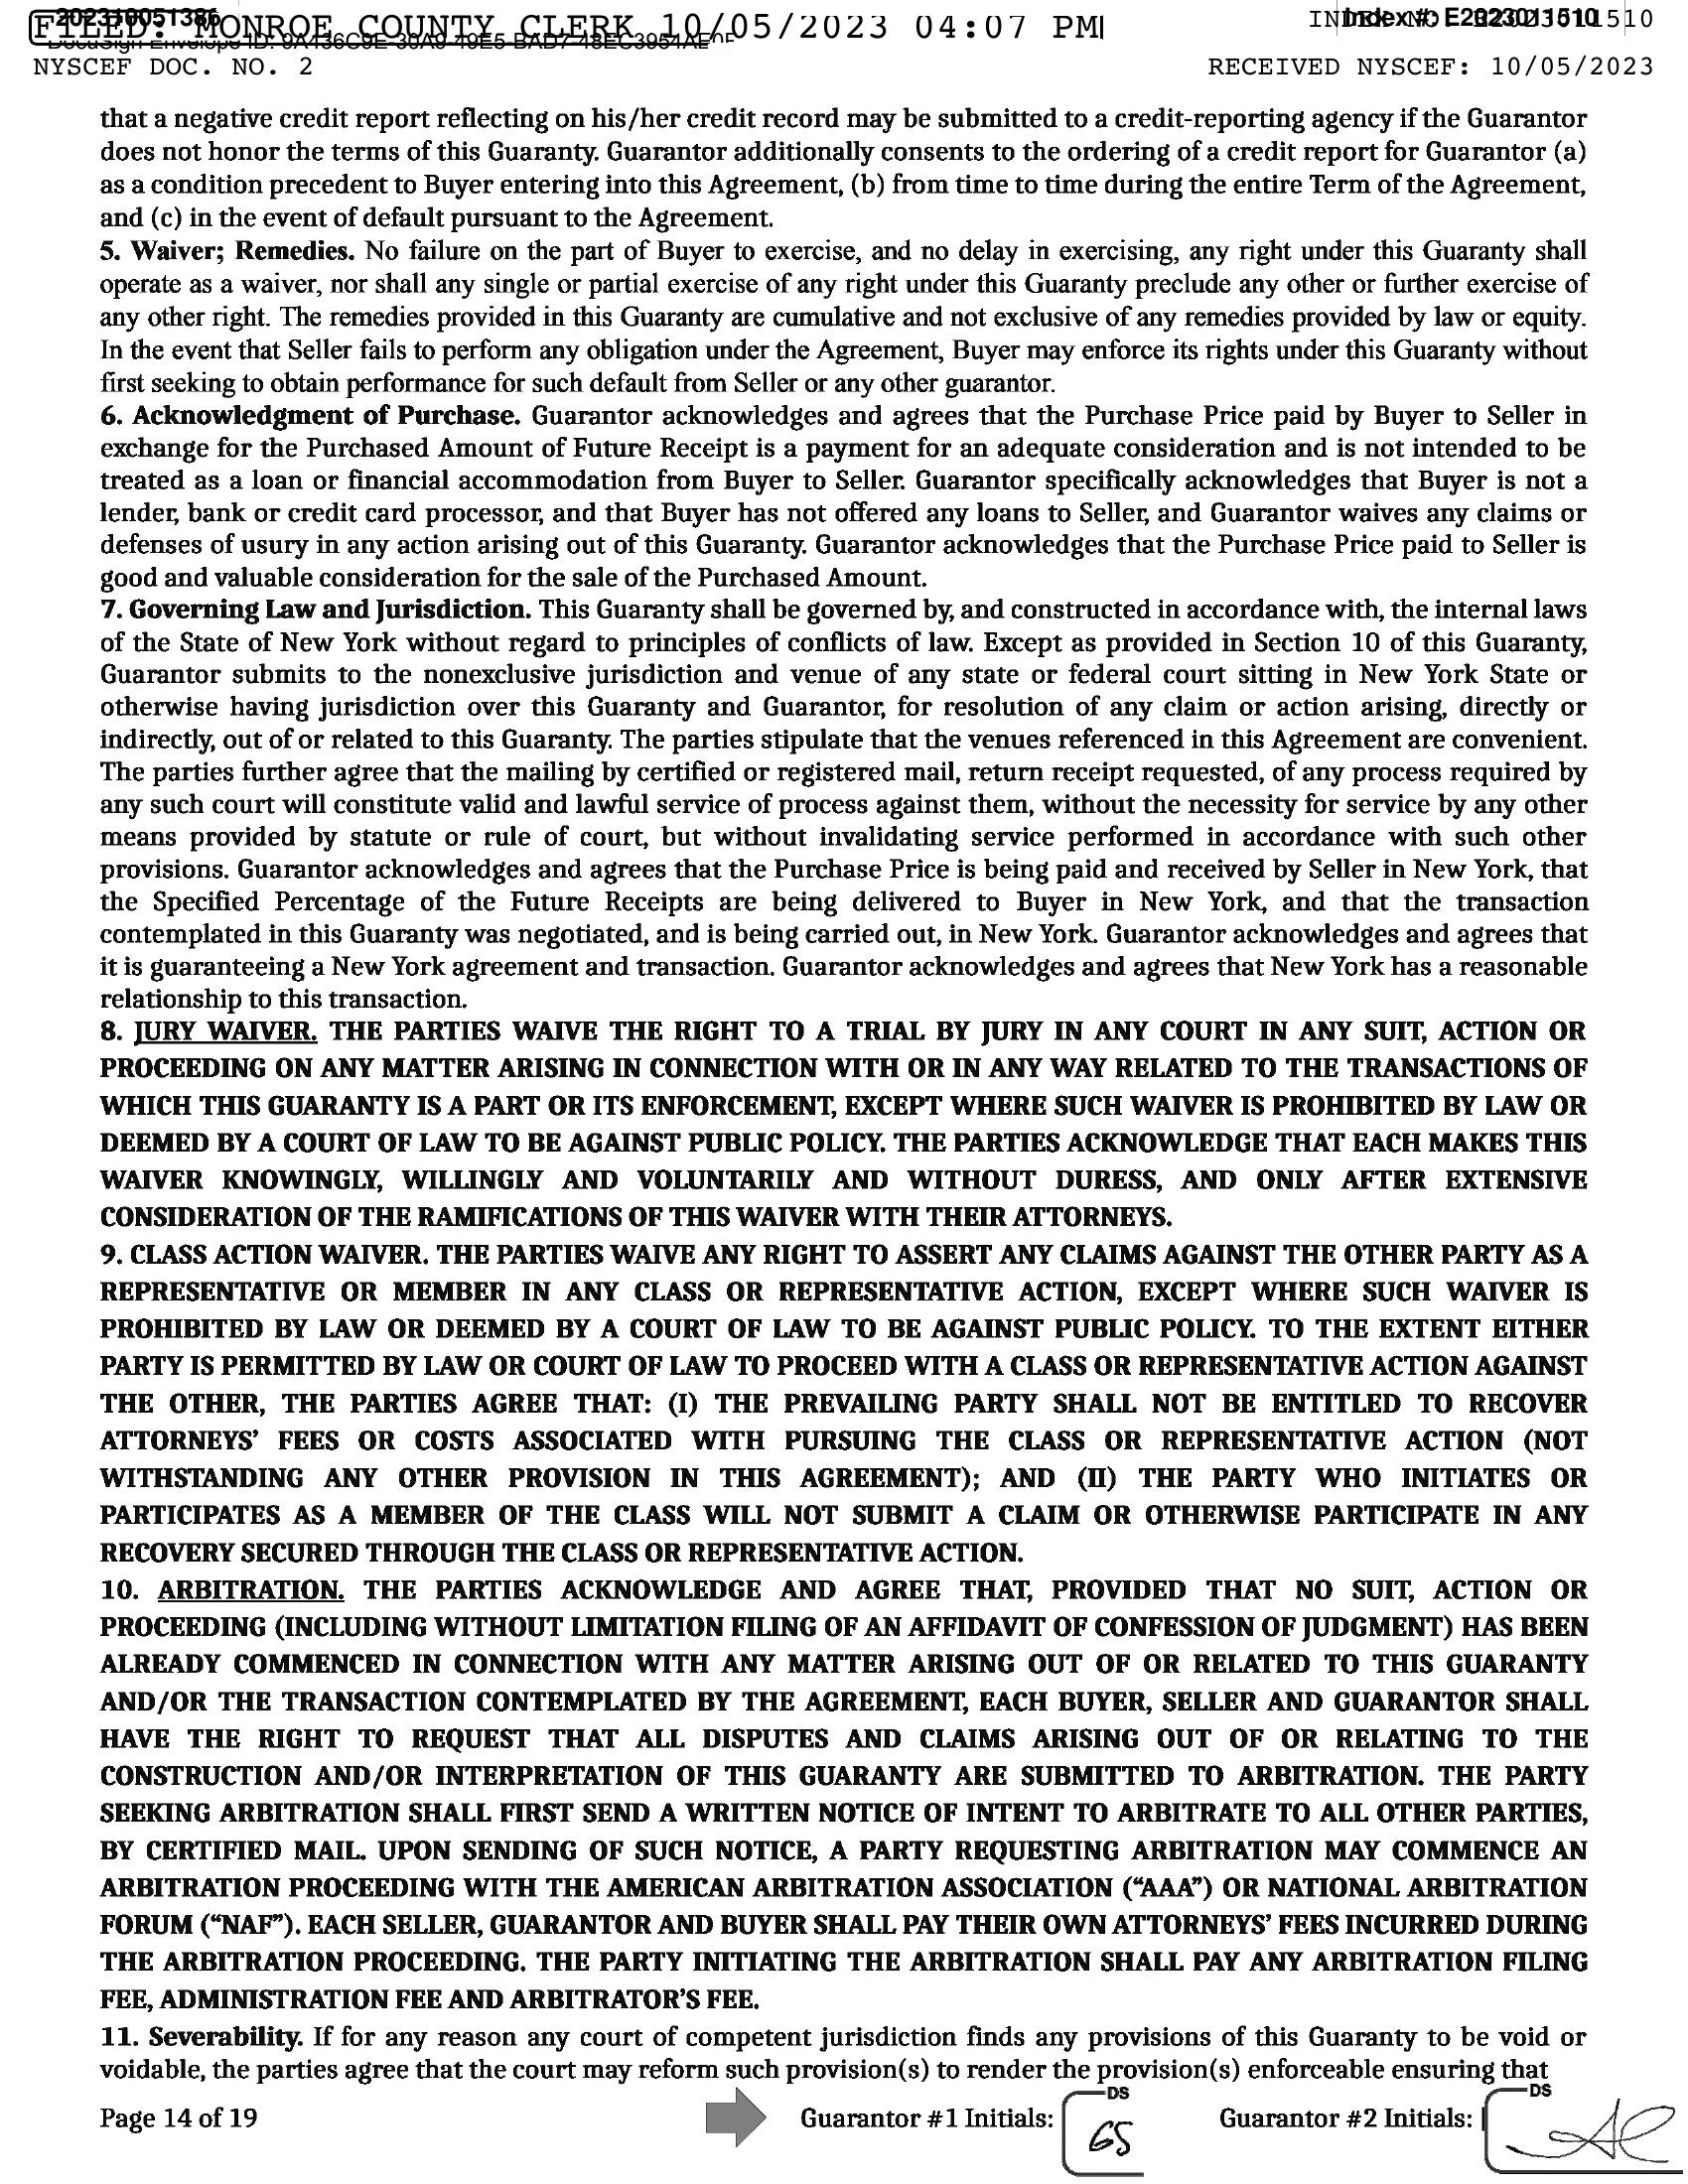 202310051386
FILED: MONROE COUNTY CLERK 10/05/2023 04:07 PM
INDEX NO. E2023011510
Index #: E2023011510
DocuSign Envelope ID:
NYSCEF DOC. NO. 2
RECEIVED NYSCEF: 10/05/2023
that a negative credit report reflecting on his/her credit record may be submitted to a credit-reporting agency if the Guarantor
does not honor the terms of this Guaranty. Guarantor additionally consents to the ordering of a credit report for Guarantor (a)
as a condition precedent to Buyer entering into this Agreement, (b) from time to time during the entire Term of the Agreement,
and (c) in the event of default pursuant to the Agreement.
5. Waiver; Remedies. No failure on the part of Buyer to exercise, and no delay in exercising, any right under this Guaranty shall
operate as a waiver, nor shall any single or partial exercise of any right under this Guaranty preclude any other or further exercise of
any other right. The remedies provided in this Guaranty are cumulative and not exclusive of any remedies provided by law or equity.
In the event that Seller fails to perform any obligation under the Agreement, Buyer may enforce its rights under this Guaranty without
first seeking to obtain performance for such default from Seller or any other guarantor.
6. Acknowledgment of Purchase. Guarantor acknowledges and agrees that the Purchase Price paid by Buyer to Seller in
exchange for the Purchased Amount of Future Receipt is a payment for an adequate consideration and is not intended to be
treated as a loan or financial accommodation from Buyer to Seller. Guarantor specifically acknowledges that Buyer is not a
lender, bank or credit card processor, and that Buyer has not offered any loans to Seller, and Guarantor waives any claims or
defenses of usury in any action arising out of this Guaranty. Guarantor acknowledges that the Purchase Price paid to Seller is
good and valuable consideration for the sale of the Purchased Amount.
7. Governing Law and Jurisdiction. This Guaranty shall be governed by, and constructed in accordance with, the internal laws
of the State of New York without regard to principles of conflicts of law. Except as provided in Section 10 of this Guaranty,
Guarantor submits to the nonexclusive jurisdiction and venue of any state or federal court sitting in New York State or
otherwise having jurisdiction over this Guaranty and Guarantor, for resolution of any claim or action arising, directly or
indirectly, out of or related to this Guaranty. The parties stipulate that the venues referenced in this Agreement are convenient.
The parties further agree that the mailing by certified or registered mail, return receipt requested, of any process required by
any such court will constitute valid and lawful service of process against them, without the necessity for service by any other
means provided by statute or rule of court, but without invalidating service performed in accordance with such other
provisions. Guarantor acknowledges and agrees that the Purchase Price is being paid and received by Seller in New York, that
the Specified Percentage of the Future Receipts are being delivered to Buyer in New York, and that the transaction
contemplated in this Guaranty was negotiated, and is being carried out, in New York. Guarantor acknowledges and agrees that
it is guaranteeing a New York agreement and transaction. Guarantor acknowledges and agrees that New York has a reasonable
relationship to this transaction.
8. JURY WAIVER. THE PARTIES WAIVE THE RIGHT TO A TRIAL BY JURY IN ANY COURT IN ANY SUIT, ACTION OR
PROCEEDING ON ANY MATTER ARISING IN CONNECTION WITH OR IN ANY WAY RELATED TO THE TRANSACTIONS OF
WHICH THIS GUARANTY IS A PART OR ITS ENFORCEMENT, EXCEPT WHERE SUCH WAIVER IS PROHIBITED BY LAW OR
DEEMED BY A COURT OF LAW TO BE AGAINST PUBLIC POLICY. THE PARTIES ACKNOWLEDGE THAT EACH MAKES THIS
WAIVER KNOWINGLY, WILLINGLY AND VOLUNTARILY AND WITHOUT DURESS, AND ONLY AFTER EXTENSIVE
CONSIDERATION OF THE RAMIFICATIONS OF THIS WAIVER WITH THEIR ATTORNEYS.
9. CLASS ACTION WAIVER. THE PARTIES WAIVE ANY RIGHT TO ASSERT ANY CLAIMS AGAINST THE OTHER PARTY AS A
REPRESENTATIVE OR MEMBER IN ANY CLASS OR REPRESENTATIVE ACTION, EXCEPT WHERE SUCH WAIVER IS
PROHIBITED BY LAW OR DEEMED BY A COURT OF LAW TO BE AGAINST PUBLIC POLICY. TO THE EXTENT EITHER
PARTY IS PERMITTED BY LAW OR COURT OF LAW TO PROCEED WITH A CLASS OR REPRESENTATIVE ACTION AGAINST
THE OTHER, THE PARTIES AGREE THAT: (I) THE PREVAILING PARTY SHALL NOT BE ENTITLED TO RECOVER
ATTORNEYS’ FEES OR COSTS ASSOCIATED WITH PURSUING THE CLASS OR REPRESENTATIVE ACTION (NOT
WITHSTANDING ANY OTHER PROVISION IN THIS AGREEMENT); AND (II) THE PARTY WHO INITIATES OR
PARTICIPATES AS A MEMBER OF THE CLASS WILL NOT SUBMIT A CLAIM OR OTHERWISE PARTICIPATE IN ANY
RECOVERY SECURED THROUGH THE CLASS OR REPRESENTATIVE ACTION.
10. ARBITRATION. THE PARTIES ACKNOWLEDGE AND AGREE THAT, PROVIDED THAT NO SUIT, ACTION OR
PROCEEDING (INCLUDING WITHOUT LIMITATION FILING OF AN AFFIDAVIT OF CONFESSION OF JUDGMENT) HAS BEEN
ALREADY COMMENCED IN CONNECTION WITH ANY MATTER ARISING OUT OF OR RELATED TO THIS GUARANTY
AND/OR THE TRANSACTION CONTEMPLATED BY THE AGREEMENT, EACH BUYER, SELLER AND GUARANTOR SHALL
HAVE THE RIGHT TO REQUEST THAT ALL DISPUTES AND CLAIMS ARISING OUT OF OR RELATING TO THE
CONSTRUCTION AND/OR INTERPRETATION OF THIS GUARANTY ARE SUBMITTED TO ARBITRATION. THE PARTY
SEEKING ARBITRATION SHALL FIRST SEND A WRITTEN NOTICE OF INTENT TO ARBITRATE TO ALL OTHER PARTIES,
BY CERTIFIED MAIL. UPON SENDING OF SUCH NOTICE, A PARTY REQUESTING ARBITRATION MAY COMMENCE AN
ARBITRATION PROCEEDING WITH THE AMERICAN ARBITRATION ASSOCIATION (“AAA”) OR NATIONAL ARBITRATION
FORUM (“NAF”). EACH SELLER, GUARANTOR AND BUYER SHALL PAY THEIR OWN ATTORNEYS’ FEES INCURRED DURING
THE ARBITRATION PROCEEDING. THE PARTY INITIATING THE ARBITRATION SHALL PAY ANY ARBITRATION FILING
FEE, ADMINISTRATION FEE AND ARBITRATOR’S FEE.
11. Severability. If for any reason any court of competent jurisdiction finds any provisions of this Guaranty to be void or
voidable, the parties agree that the court may reform such provision(s) to render the provision(s) enforceable ensuring that
Page 14 of 19
Guarantor #1 Initials:
DS
GS
Guarantor #2 Initials:
DS